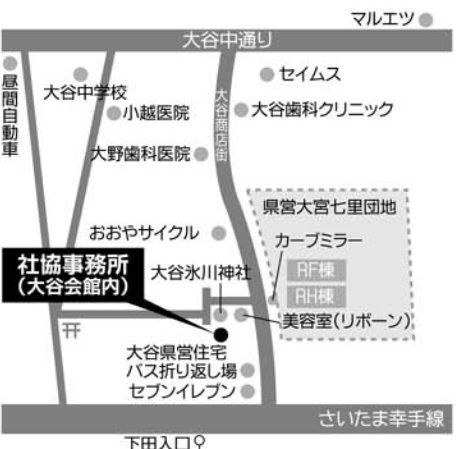 マルエツ
大谷中通り
昼間自動車
大谷中学校
セイムス
小越医院
大谷商店街
大谷歯科クリニック
大野歯科医院
県営大宮七里団地
おおやサイクル
カーブミラー
社協事務所
（大谷会館内）
大谷氷川神社
RF棟
RH棟
美容室（リボーン）
大谷県営住宅
バス折り返し場
セブンイレブン
さいたま幸手線
下田入口